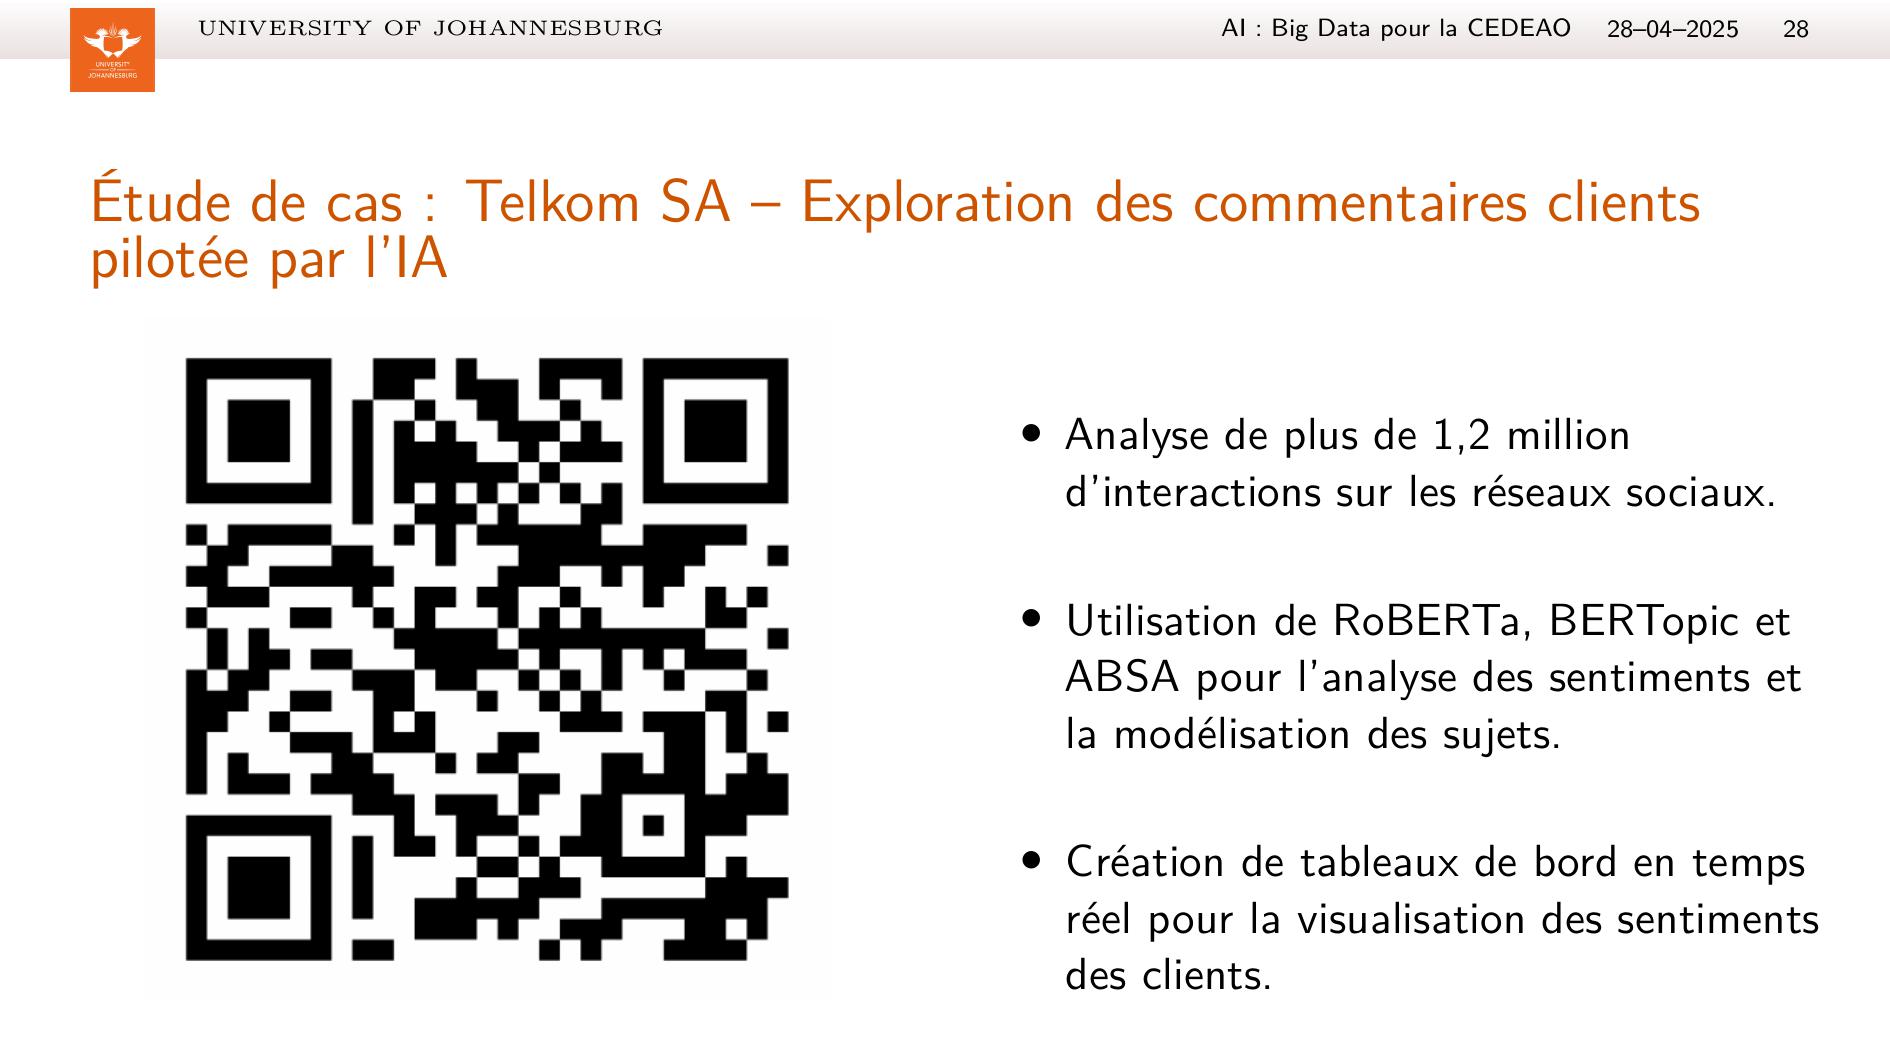 UNIVERSITY OF JOHANNESBURG
AI : Big Data pour la CEDEAO 28–04–2025 28
UNIVERSITY
OF
JOHANNESBURG
Étude de cas : Telkom SA – Exploration des commentaires clients
pilotée par l'IA
• Analyse de plus de 1,2 million
d'interactions sur les réseaux sociaux.
• Utilisation de RoBERTa, BERTopic et
ABSA pour l'analyse des sentiments et
la modélisation des sujets.
• Création de tableaux de bord en temps
réel pour la visualisation des sentiments
des clients.